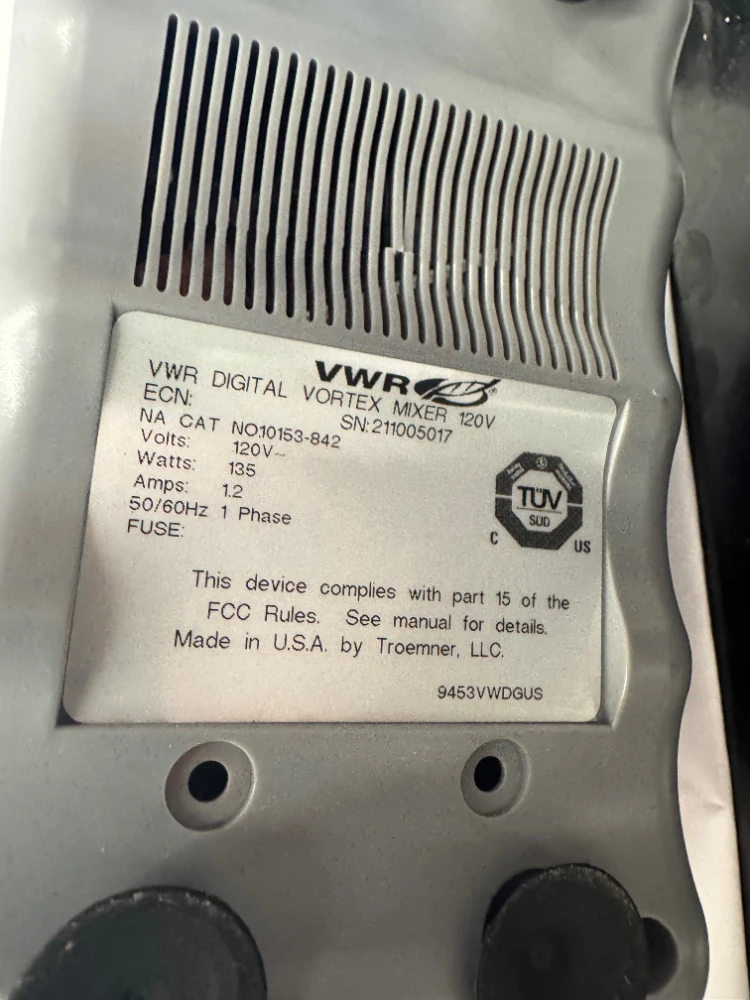 VWR
VWR DIGITAL VORTEX MIXER 120V
ECN:
SN:211005017
NA CAT NO.10153-842
Volts: 120V~
Watts: 135
Amps: 1.2
50/60Hz 1 Phase
FUSE:
TÜV
SÜD
C US
This device complies with part 15 of the
FCC Rules. See manual for details.
Made in U.S.A. by Troemner, LLC.
9453VWDGUS